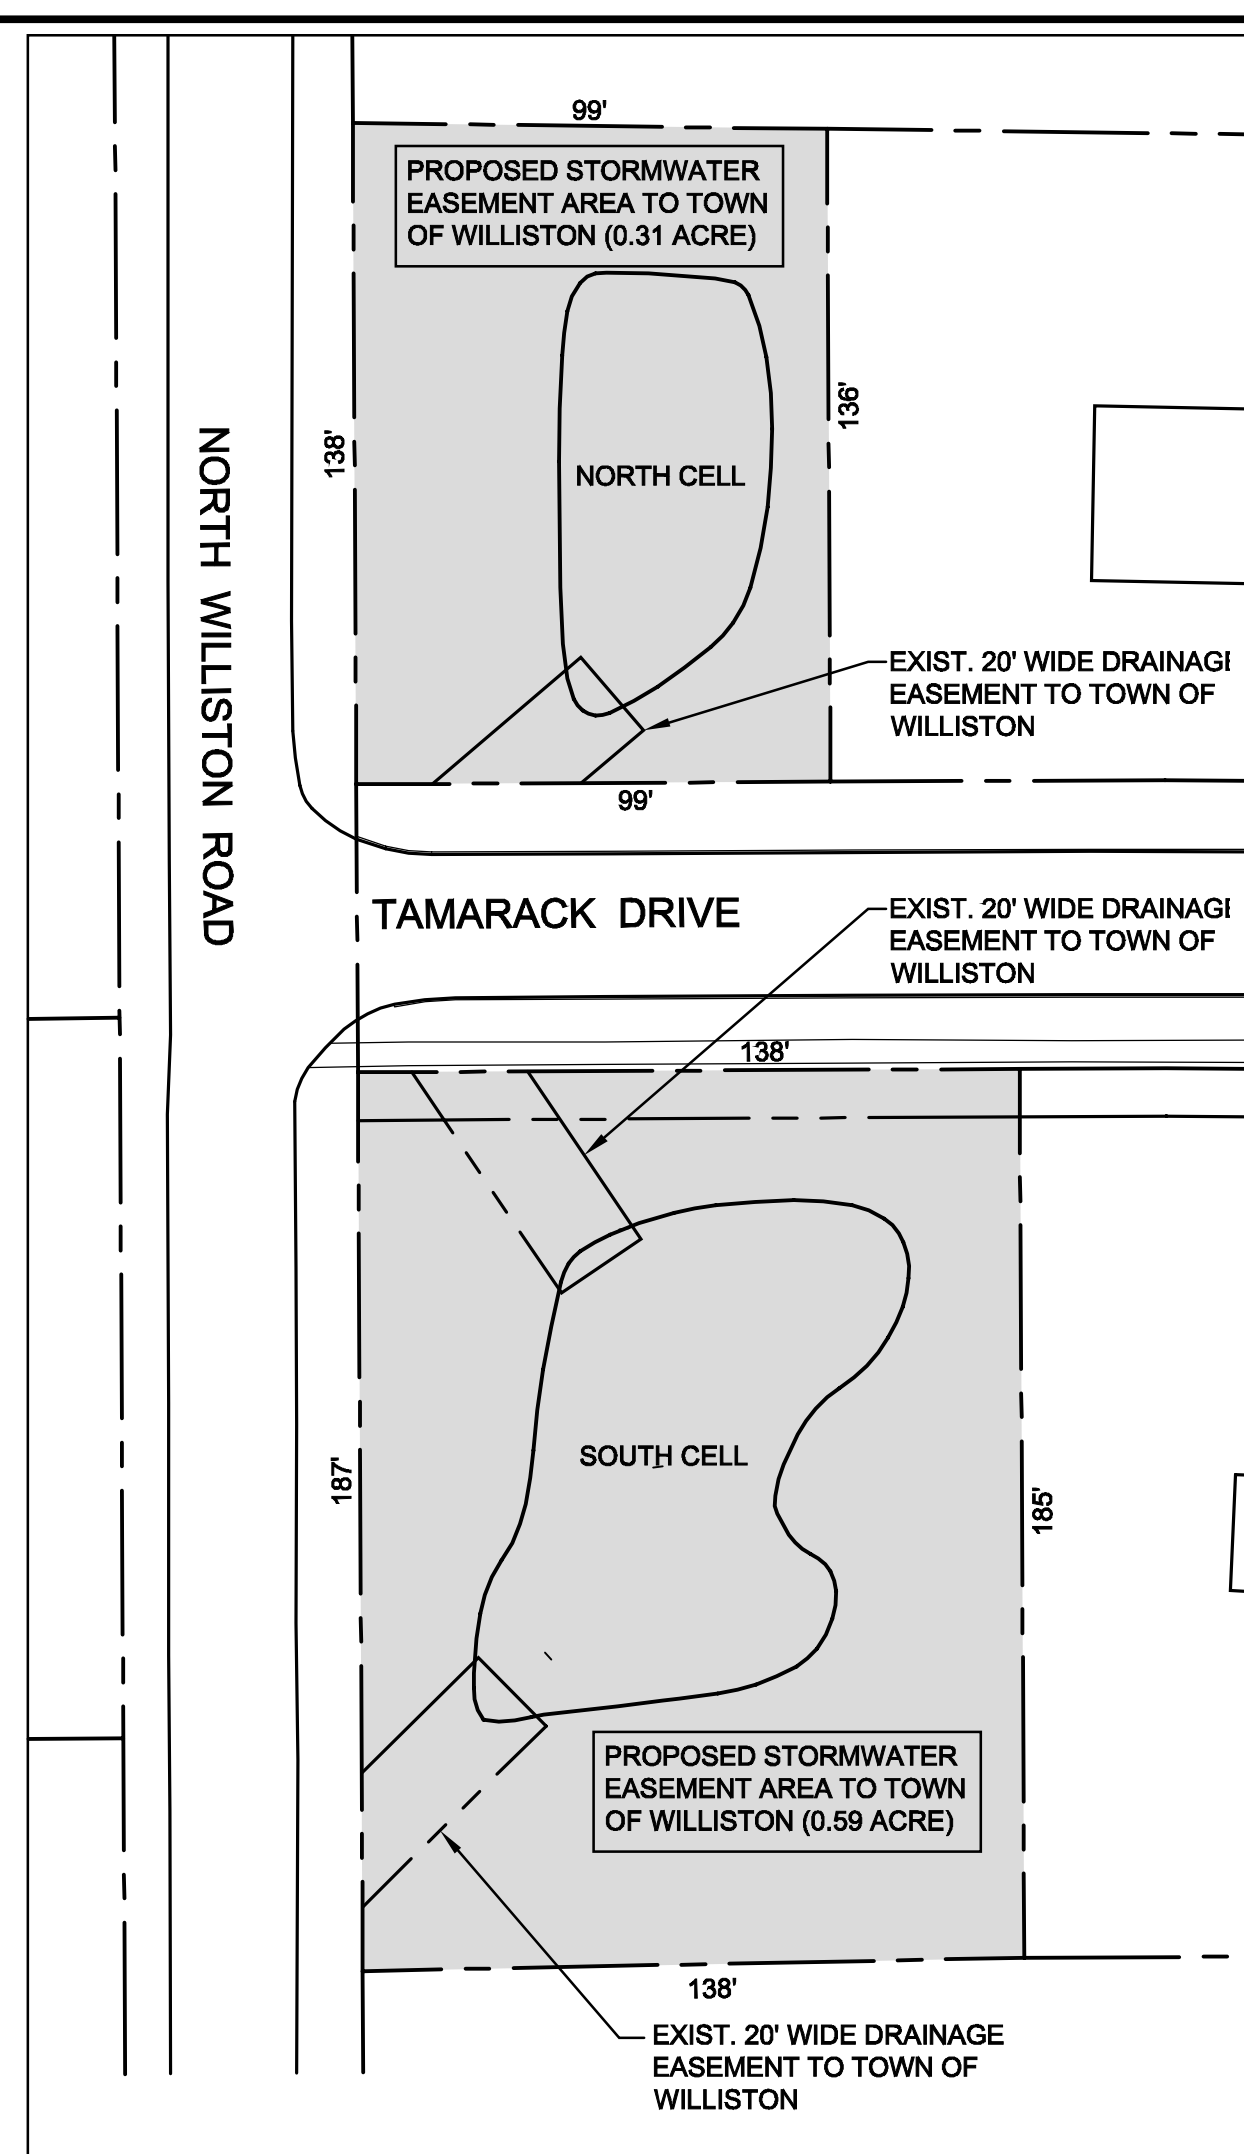 99'
PROPOSED STORMWATER
EASEMENT AREA TO TOWN
OF WILLISTON (0.31 ACRE)
138'
136'
NORTH CELL
NORTH WILLISTON ROAD
EXIST. 20' WIDE DRAINAGE
EASEMENT TO TOWN OF
WILLISTON
99'
TAMARACK DRIVE
EXIST. 20' WIDE DRAINAGE
EASEMENT TO TOWN OF
WILLISTON
138'
SOUTH CELL
187'
185'
PROPOSED STORMWATER
EASEMENT AREA TO TOWN
OF WILLISTON (0.59 ACRE)
138'
EXIST. 20' WIDE DRAINAGE
EASEMENT TO TOWN OF
WILLISTON